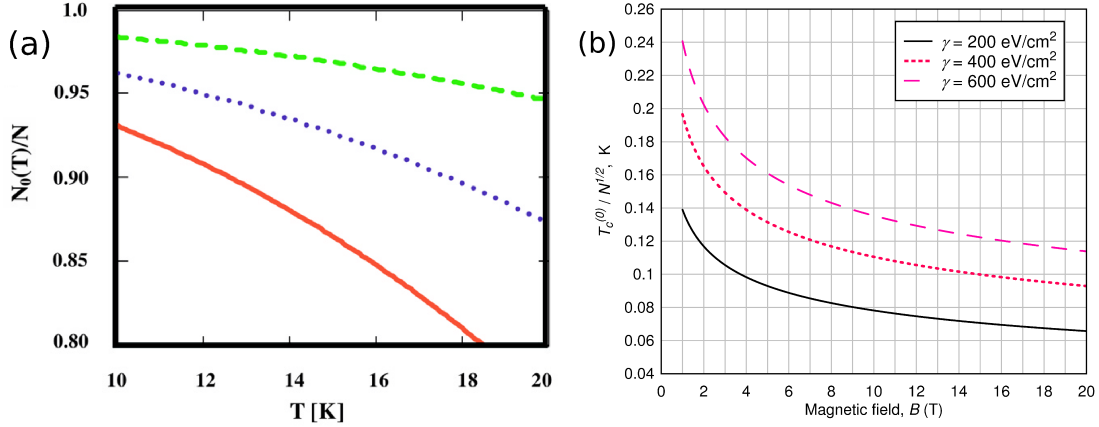 (a)
1.0
0.95
0.90
0.85
0.80
N₀(T)/N
10 12 14 16 18 20
T [K]
(b)
0.26
0.24
0.22
0.2
0.18
0.16
0.14
0.12
0.1
0.08
0.06
0.04
T_c^(0) / N^1/2, K
γ = 200 eV/cm²
γ = 400 eV/cm²
γ = 600 eV/cm²
0 2 4 6 8 10 12 14 16 18 20
Magnetic field, B (T)